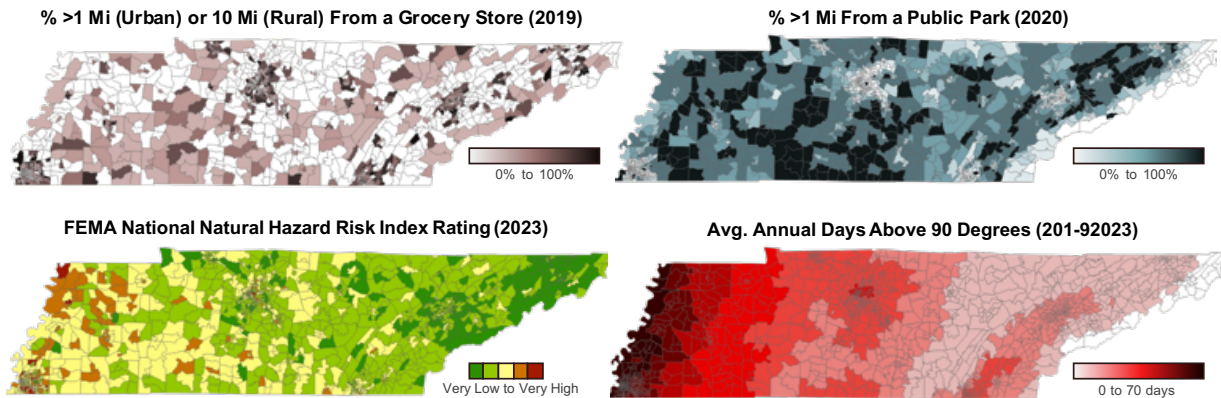 % >1 Mi (Urban) or 10 Mi (Rural) From a Grocery Store (2019)
% >1 Mi From a Public Park (2020)
0% to 100%
0% to 100%
FEMA National Natural Hazard Risk Index Rating (2023)
Avg. Annual Days Above 90 Degrees (201-92023)
Very Low to Very High
0 to 70 days